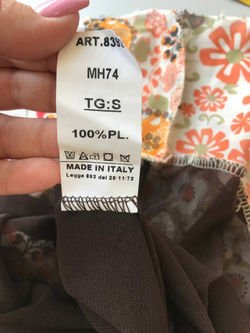 MH74
TG:S
100%PL.
MADE IN ITALY
Legge 883 del 26/11/73